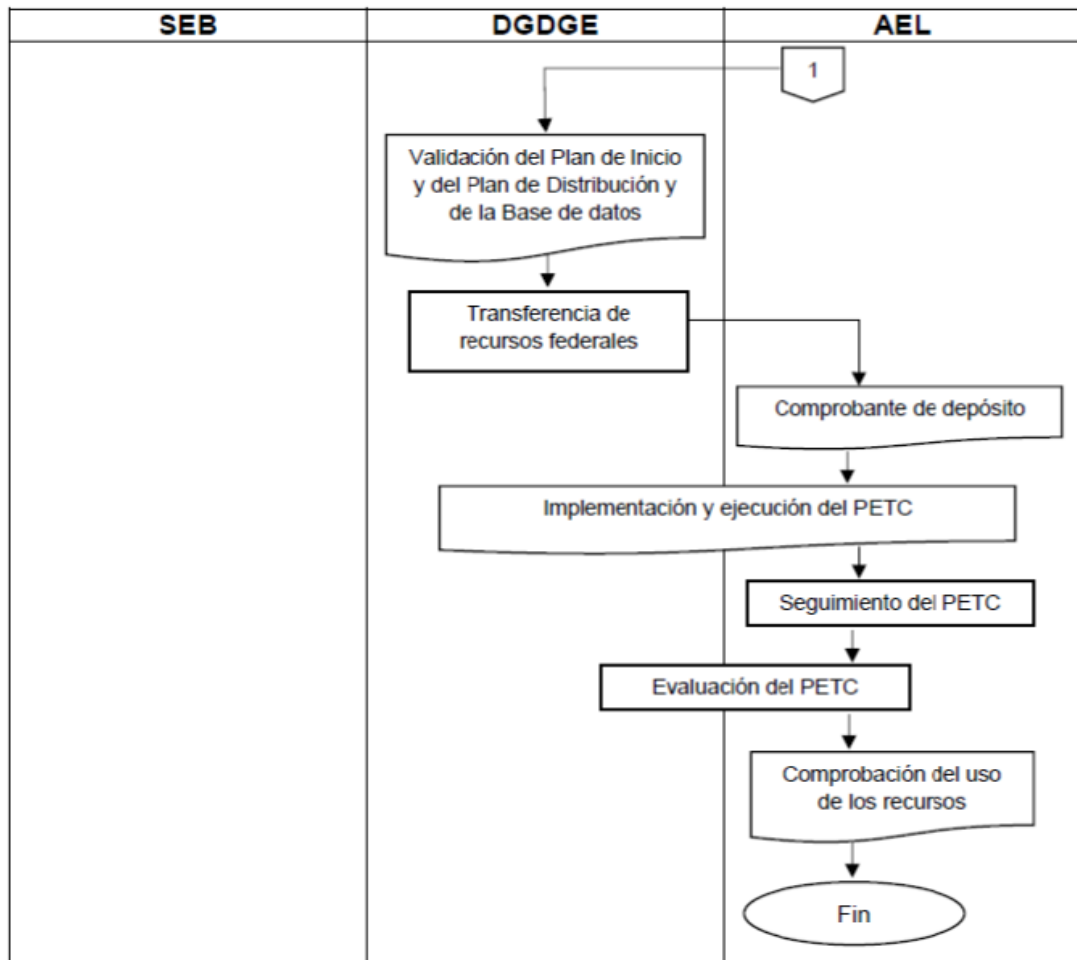 SEB
DGDGE
AEL
1
Validación del Plan de Inicio
y del Plan de Distribución y
de la Base de datos
Transferencia de
recursos federales
Comprobante de depósito
Implementación y ejecución del PETC
Seguimiento del PETC
Evaluación del PETC
Comprobación del uso
de los recursos
Fin